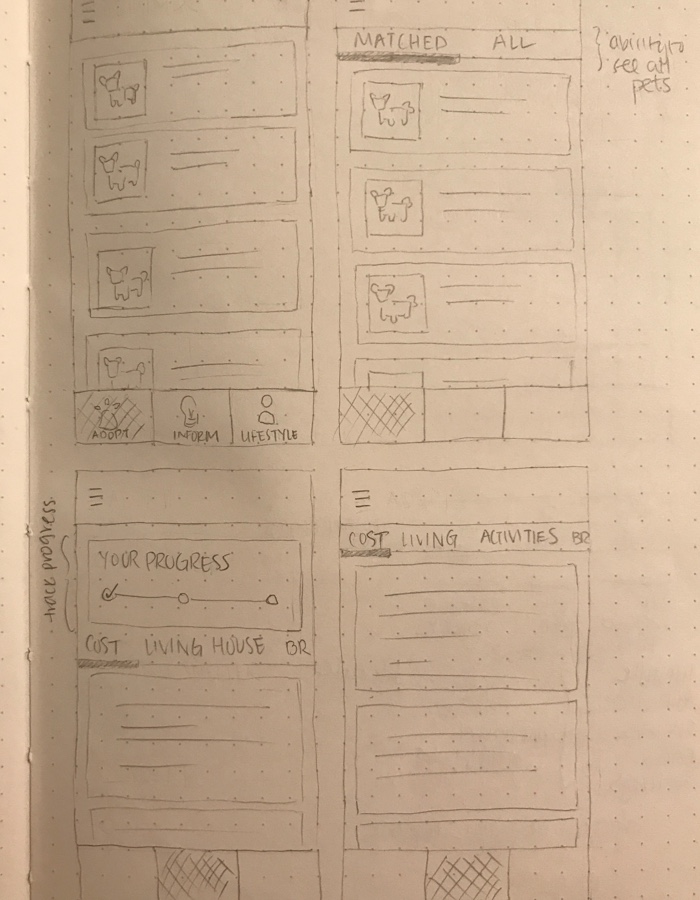 MATCHED ALL
ability to
see all
pets
ADOPT
INFORM
LIFESTYLE
track progress
YOUR PROGRESS
COST LIVING HOUSE BR
COST LIVING ACTIVITIES BR